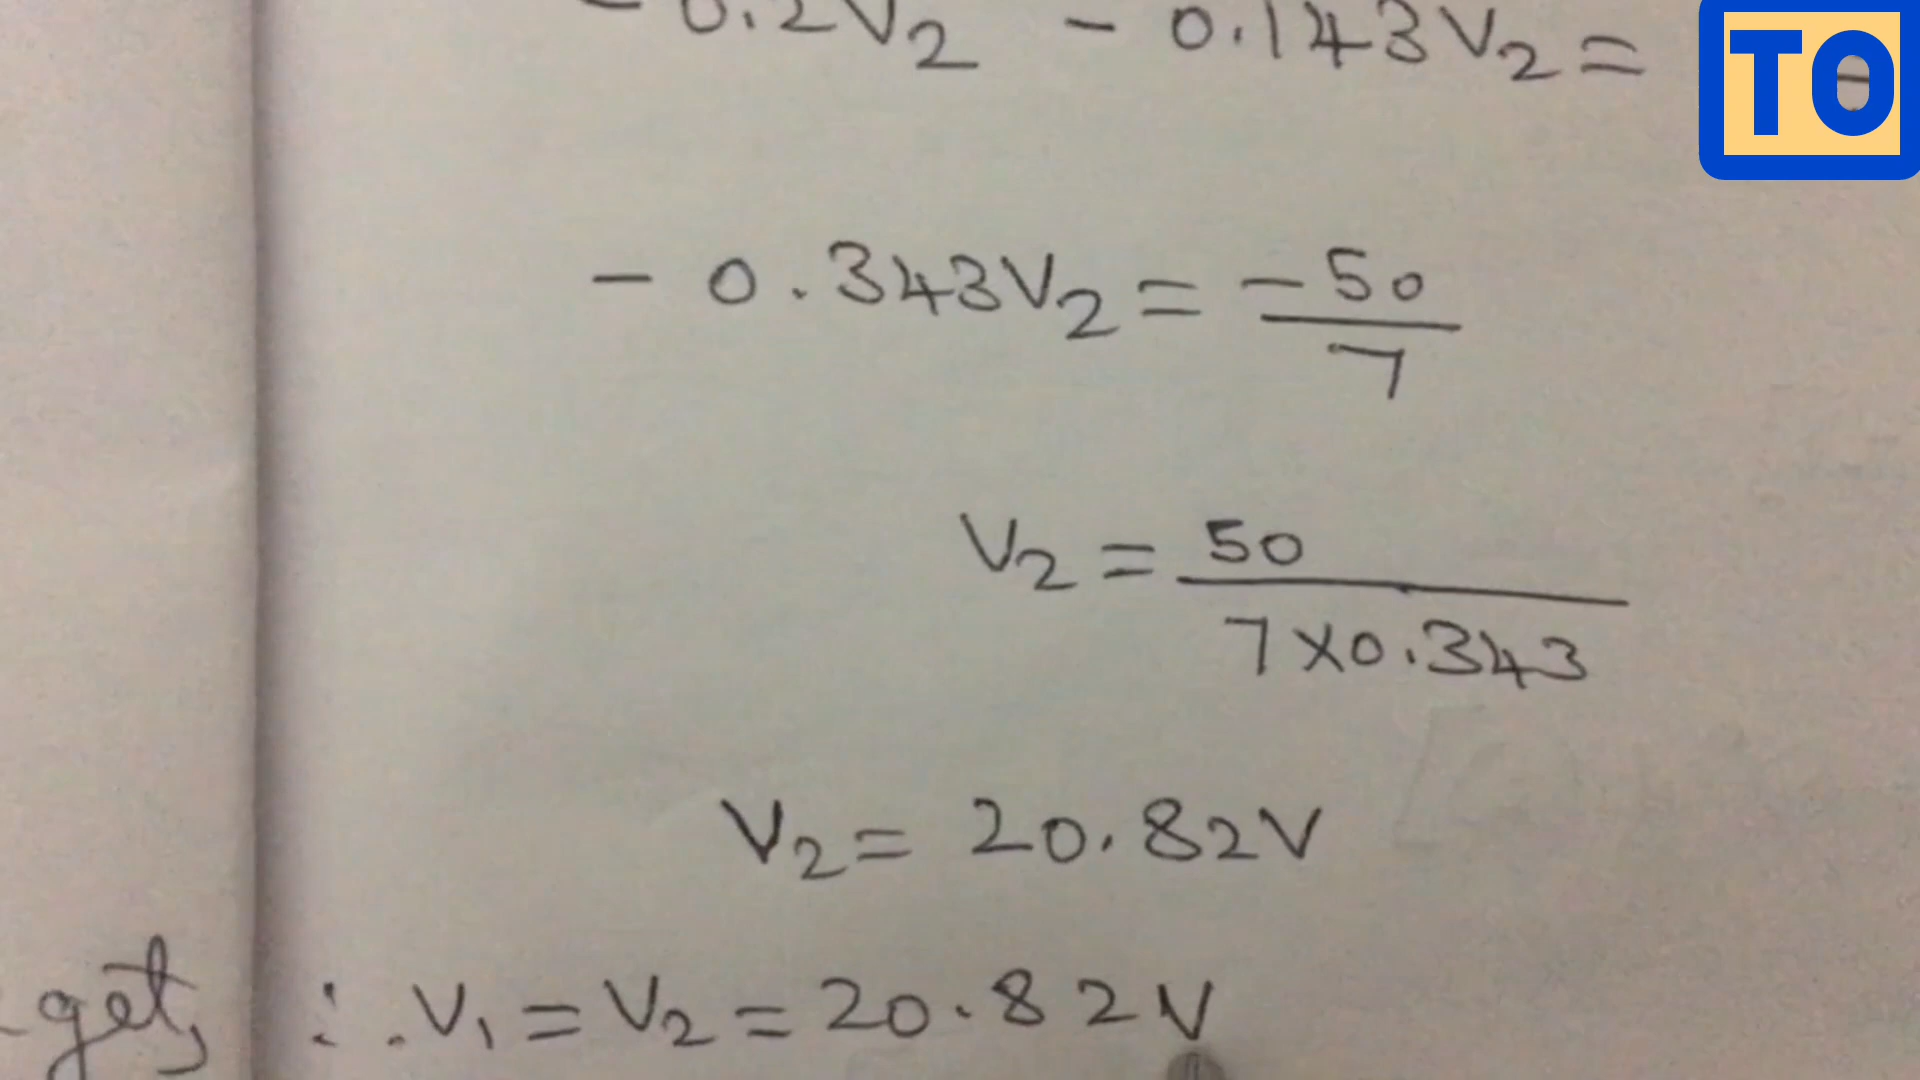 - 0.2V₂ - 0.143V₂ = -
TO
- 0.343V₂ = -50/7
V₂ = 50/(7×0.343)
V₂ = 20.82V
get, ∴ V₁ = V₂ = 20.82V